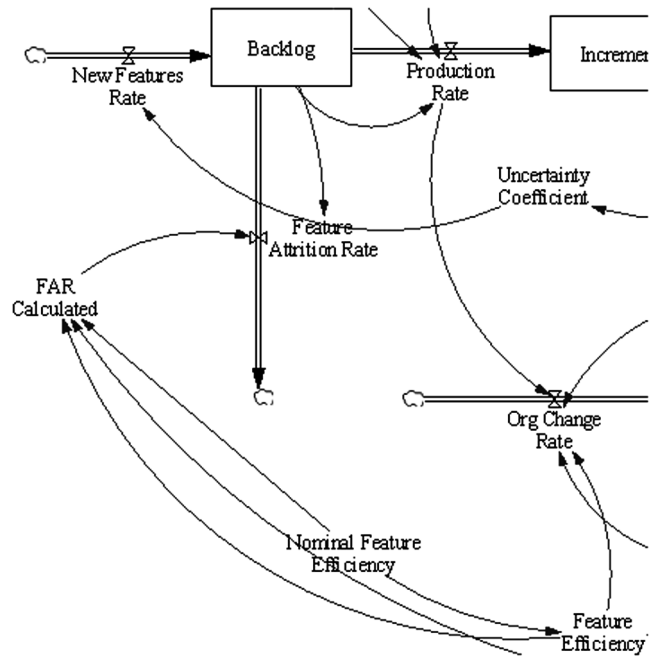 Backlog
New Features
Rate
Production
Rate
Uncertainty
Coefficient
Feature
Attrition Rate
FAR
Calculated
Org Change
Rate
Nominal Feature
Efficiency
Feature
Efficiency